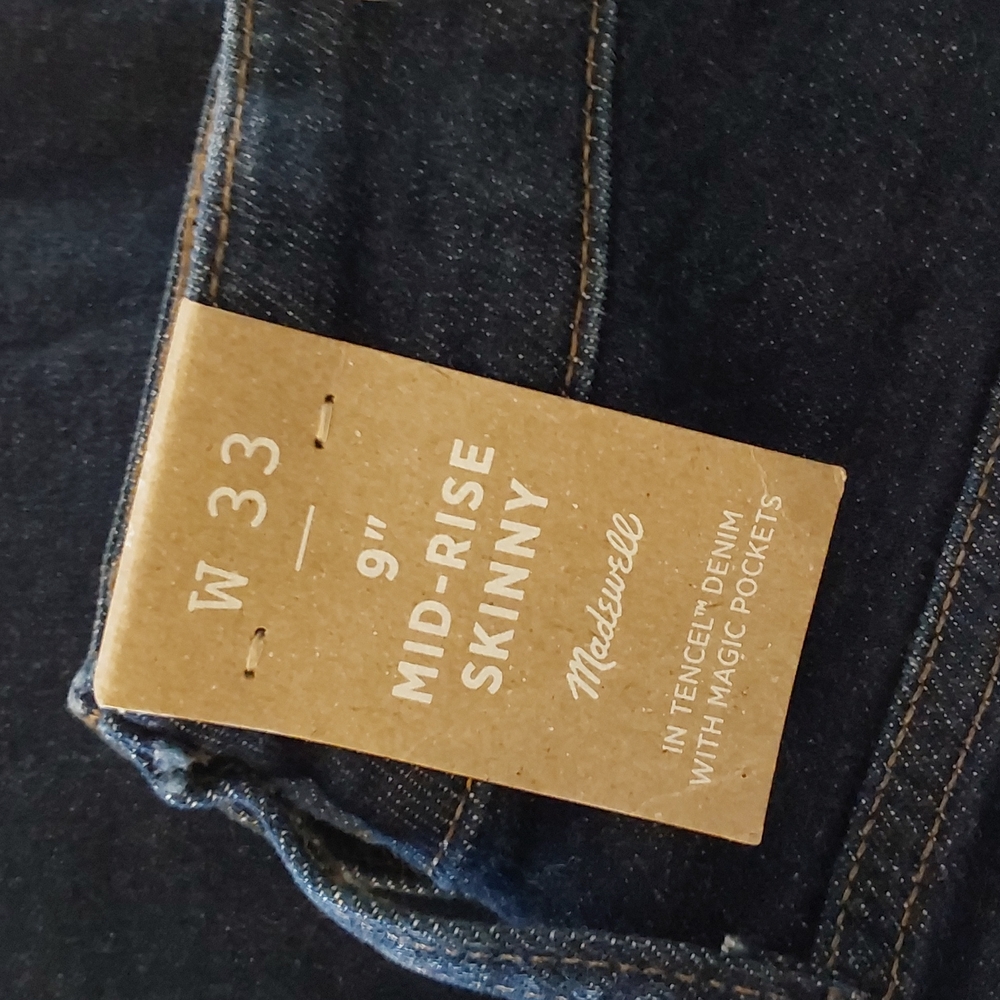 W 33
9"
MID-RISE
SKINNY
Madewell
IN TENCEL™ DENIM
WITH MAGIC POCKETS